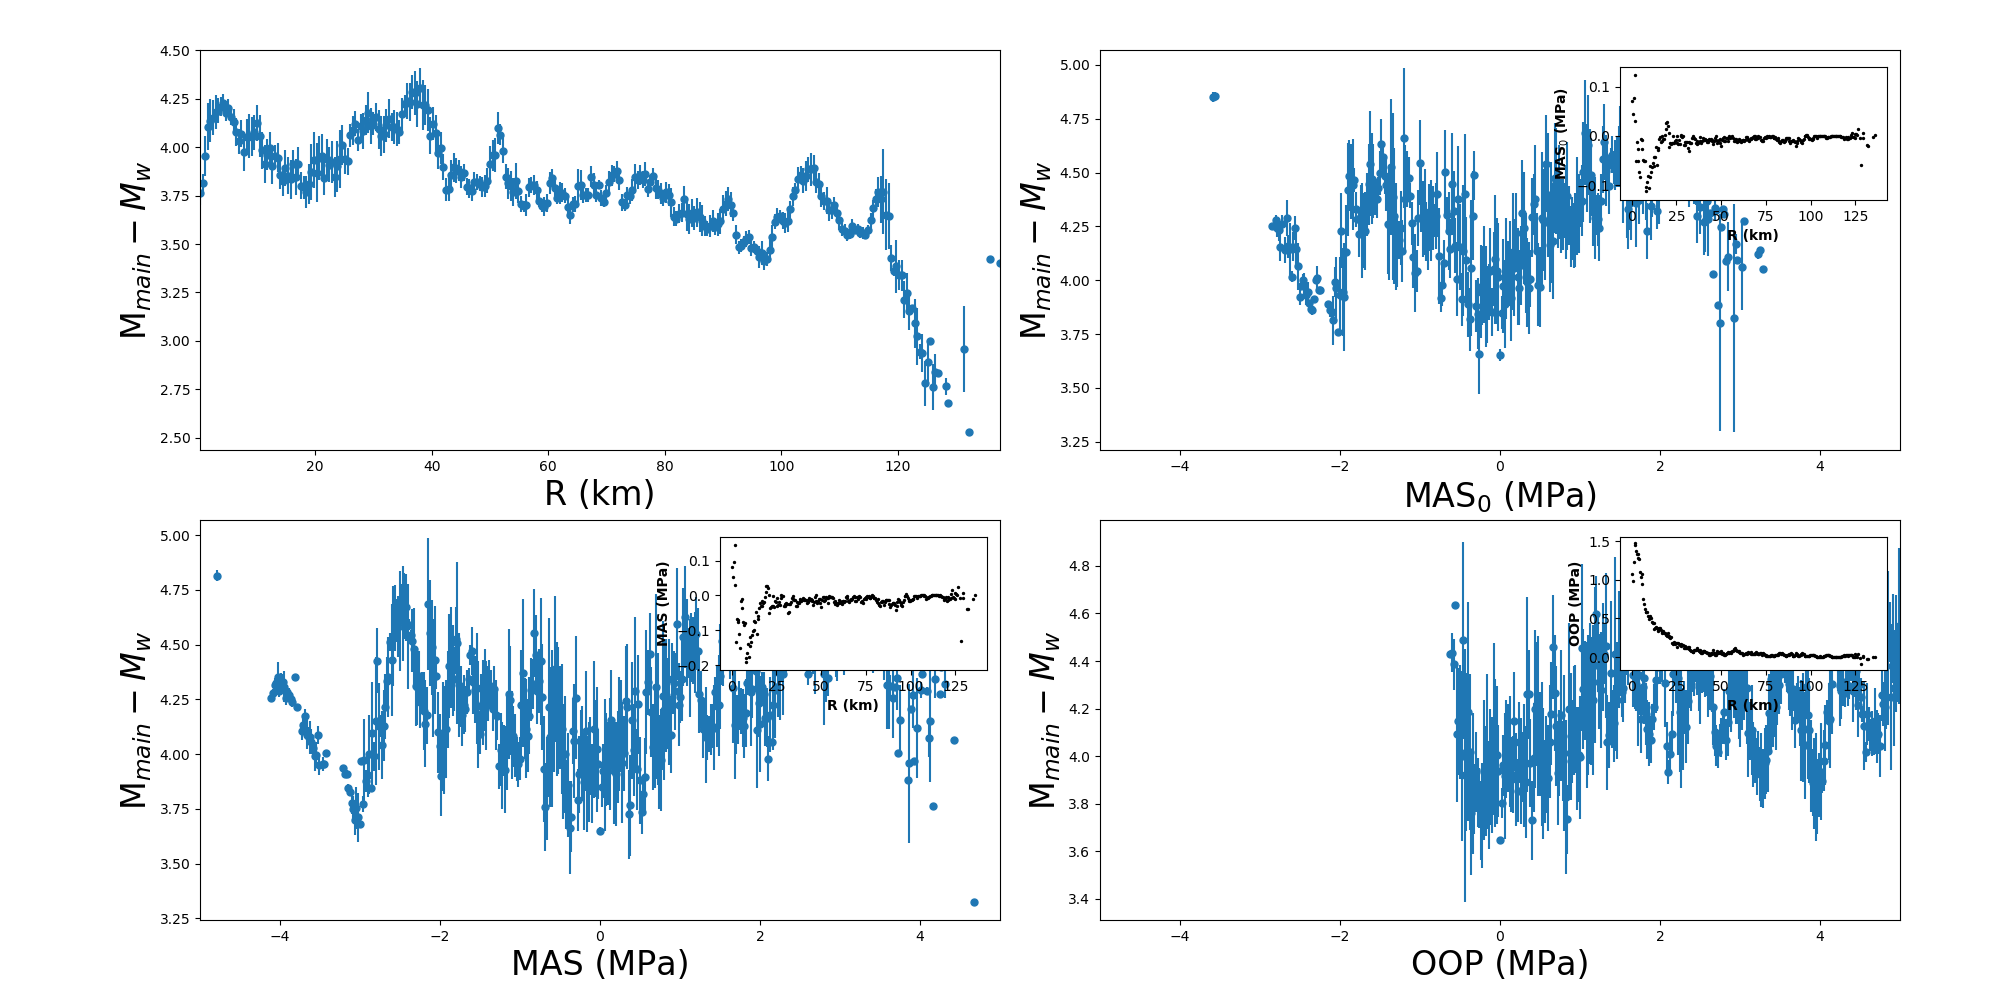 4.50
4.25
4.00
3.75
3.50
3.25
3.00
2.75
2.50
M_main − M_w
20 40 60 80 100 120
R (km)
5.00
4.75
4.50
4.25
4.00
3.75
3.50
3.25
M_main − M_w
−4 −2 0 2 4
MAS₀ (MPa)
0.1
0.0
−0.1
MAS₀ (MPa)
0 25 50 75 100 125
R (km)
5.00
4.75
4.50
4.25
4.00
3.75
3.50
3.25
M_main − M_w
−4 −2 0 2 4
MAS (MPa)
0.1
0.0
−0.1
−0.2
MAS (MPa)
0 25 50 75 100 125
R (km)
4.8
4.6
4.4
4.2
4.0
3.8
3.6
3.4
M_main − M_w
−4 −2 0 2 4
OOP (MPa)
1.5
1.0
0.5
0.0
OOP (MPa)
0 25 50 75 100 125
R (km)